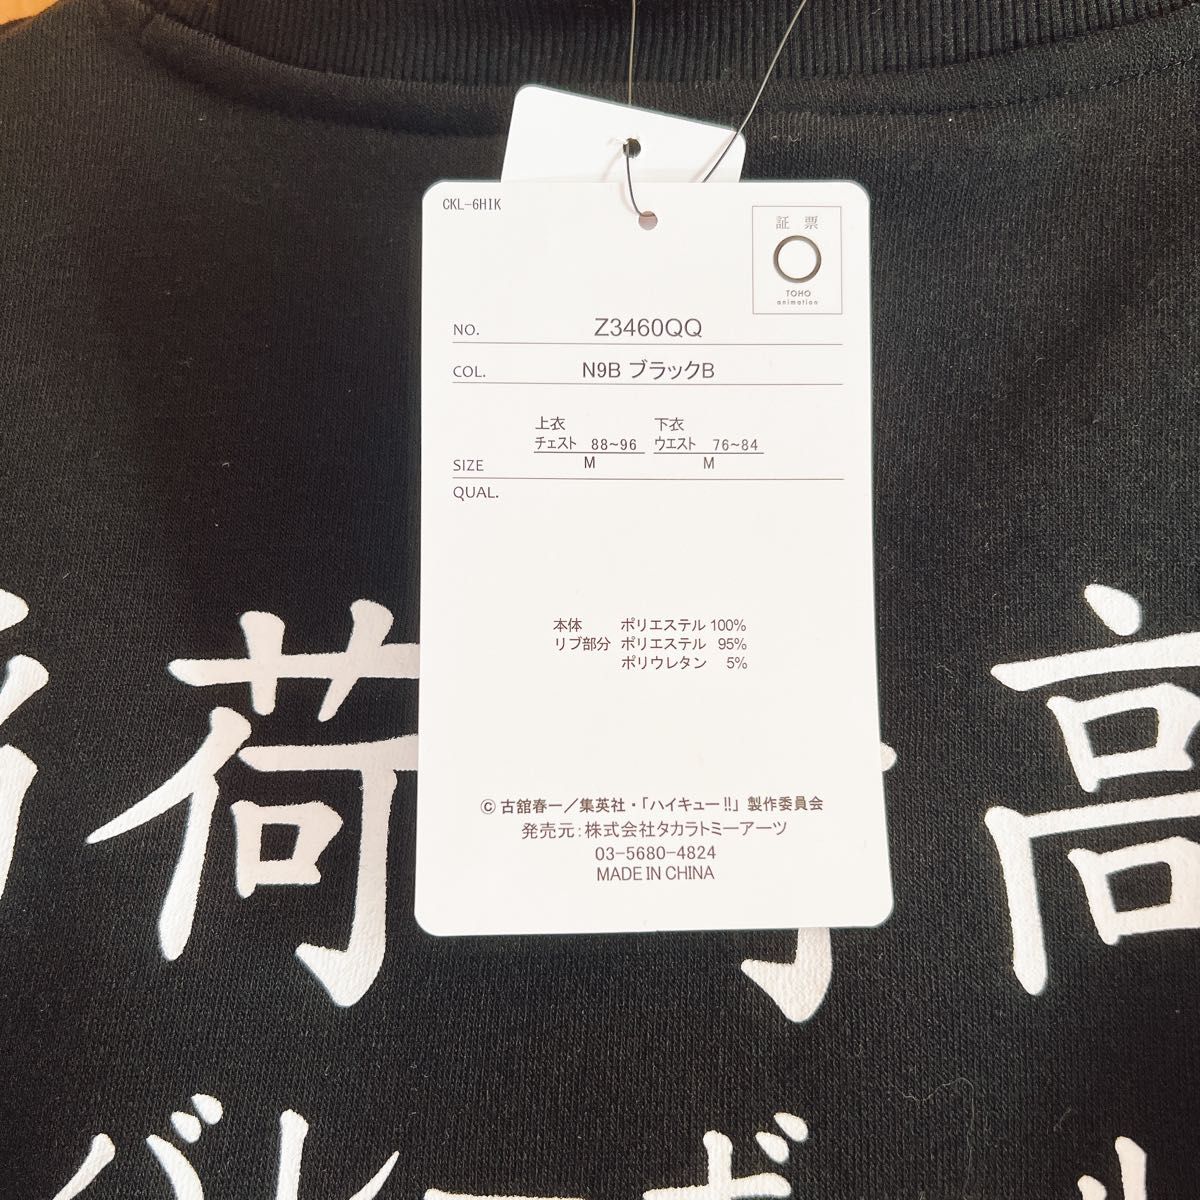 CKL-6HIK
証 票
TOHO
animation
NO. Z3460QQ
COL. N9B ブラックB
上衣 下衣
チェスト 88~96 ウエスト 76~84
SIZE M M
QUAL.
本体 ポリエステル 100%
リブ部分 ポリエステル 95%
ポリウレタン 5%
© 古舘春一/集英社・「ハイキュー!!」製作委員会
発売元:株式会社タカラトミーアーツ
03-5680-4824
MADE IN CHINA
荷 高
バレーボ